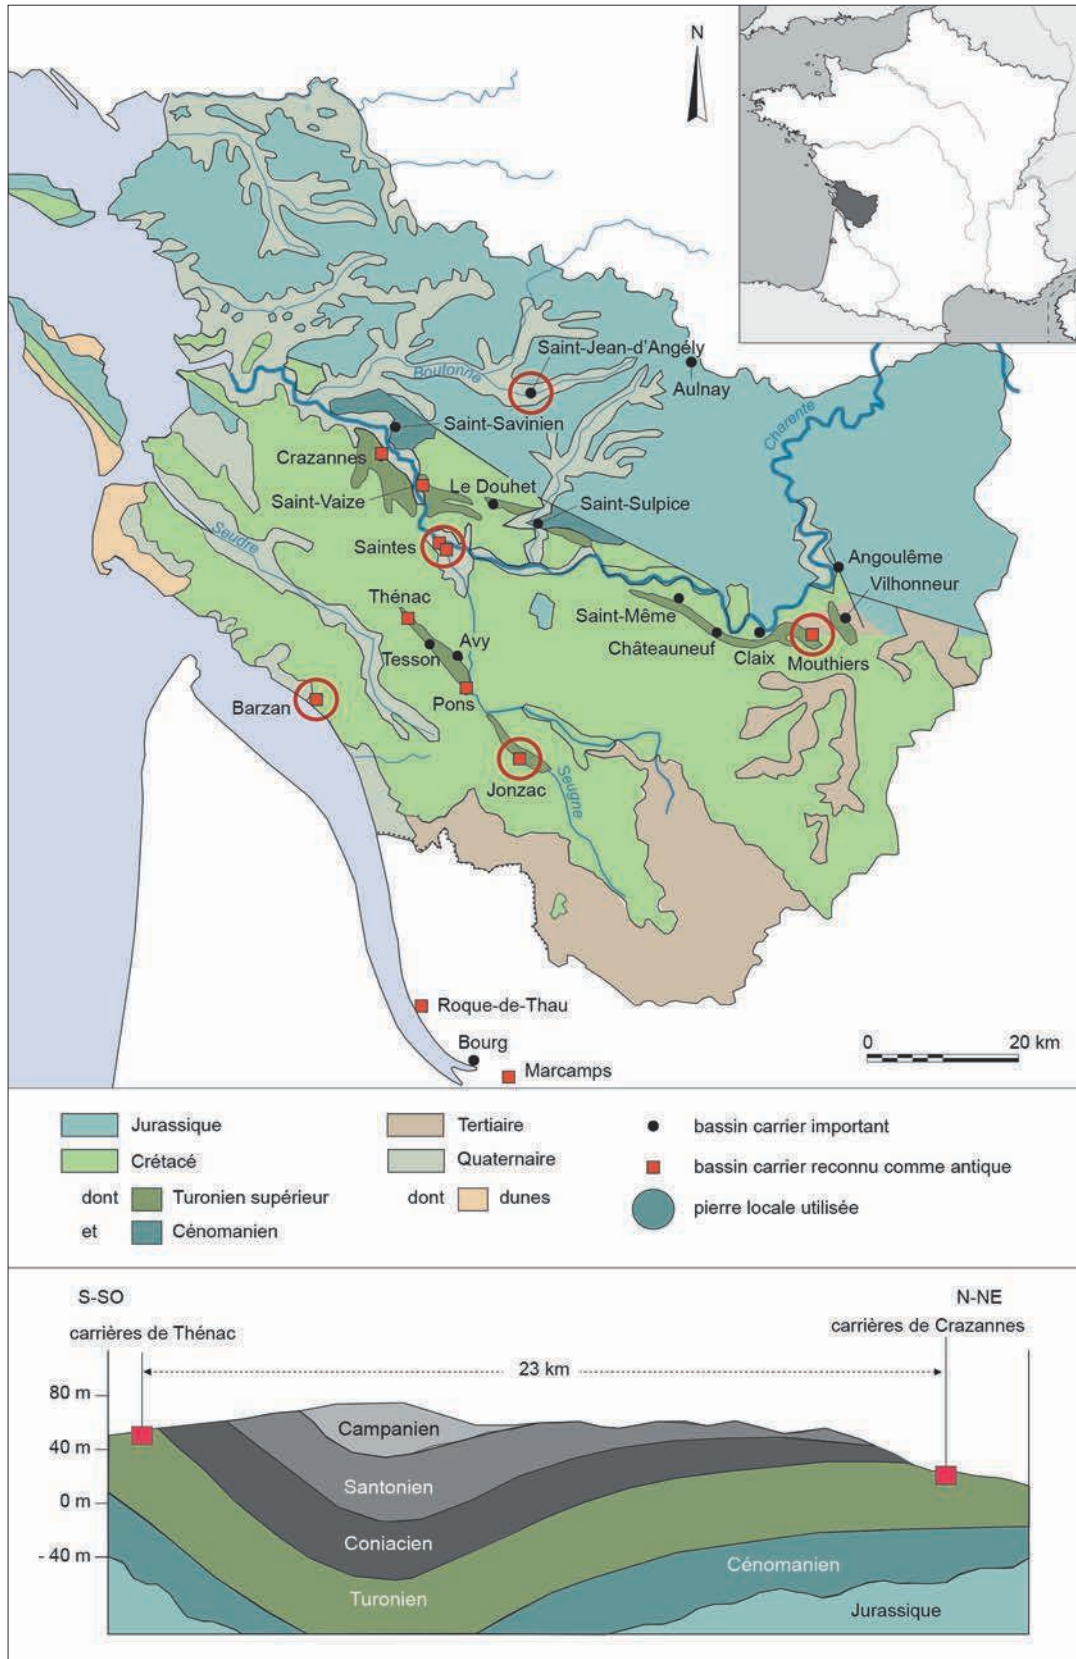 N
Saint-Jean-d'Angély
Boutonne
Aulnay
Saint-Savinien
Charente
Crazannes
Saint-Vaize
Le Douhet
Saint-Sulpice
Seudre
Saintes
Angoulême
Vilhonneur
Thénac
Saint-Même
Tesson
Avy
Châteauneuf
Claix
Mouthiers
Barzan
Pons
Jonzac
Seugne
Roque-de-Thau
Bourg
Marcamps
0 20 km
Jurassique
Tertiaire
bassin carrier important
Crétacé
Quaternaire
bassin carrier reconnu comme antique
dont Turonien supérieur
dont dunes
pierre locale utilisée
et Cénomanien
S-SO
N-NE
carrières de Thénac
carrières de Crazannes
23 km
80 m
Campanien
40 m
Santonien
0 m
Coniacien
- 40 m
Cénomanien
Turonien
Jurassique